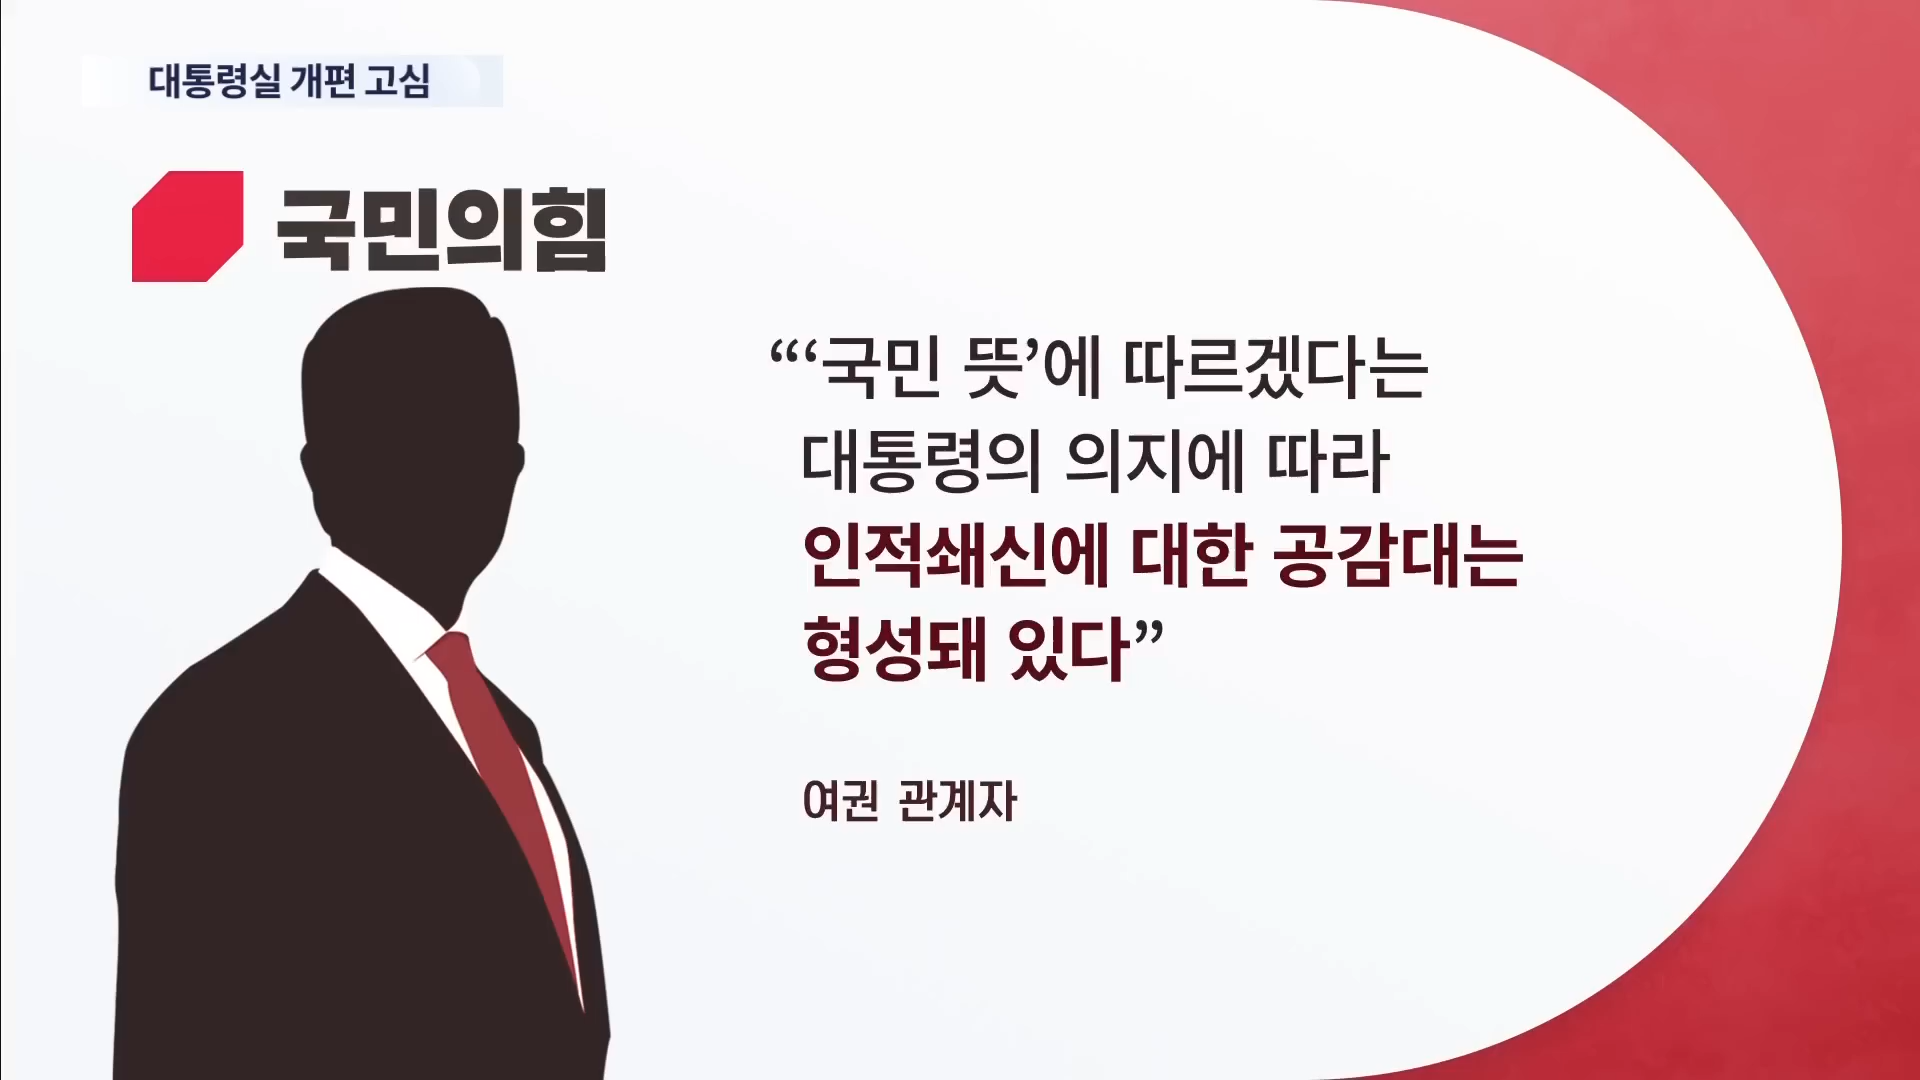 대통령실 개편 고심
국민의힘
“‘국민 뜻’에 따르겠다는
대통령의 의지에 따라
인적쇄신에 대한 공감대는
형성돼 있다”
여권 관계자